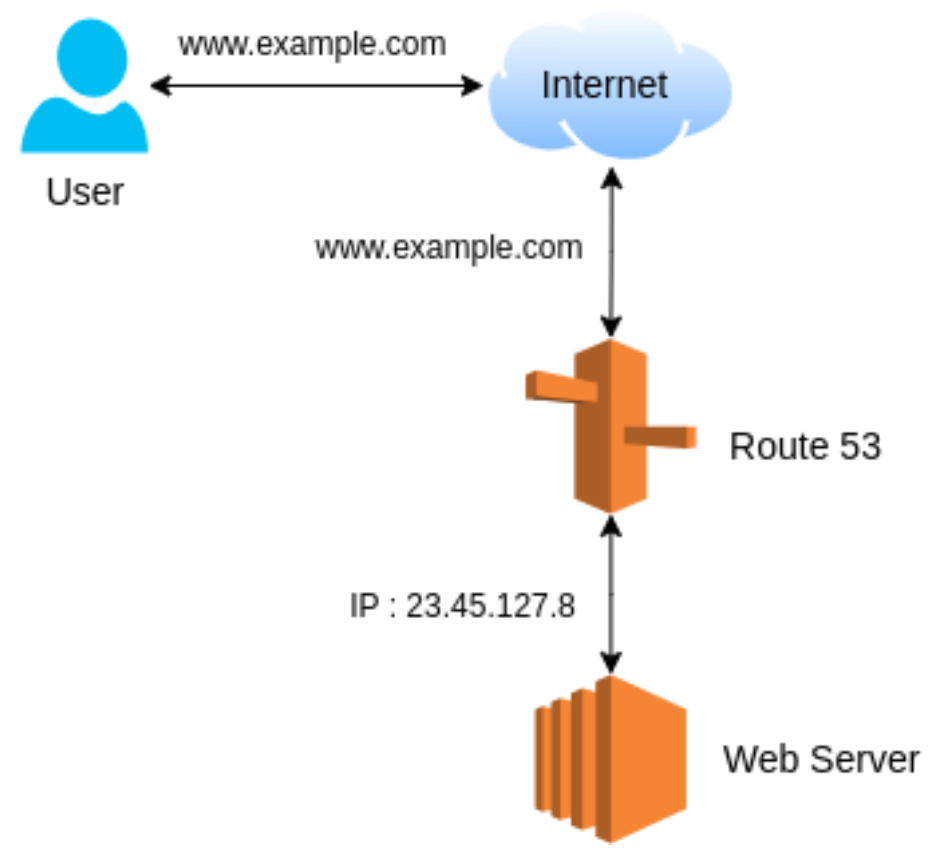 www.example.com
Internet
User
www.example.com
Route 53
IP : 23.45.127.8
Web Server